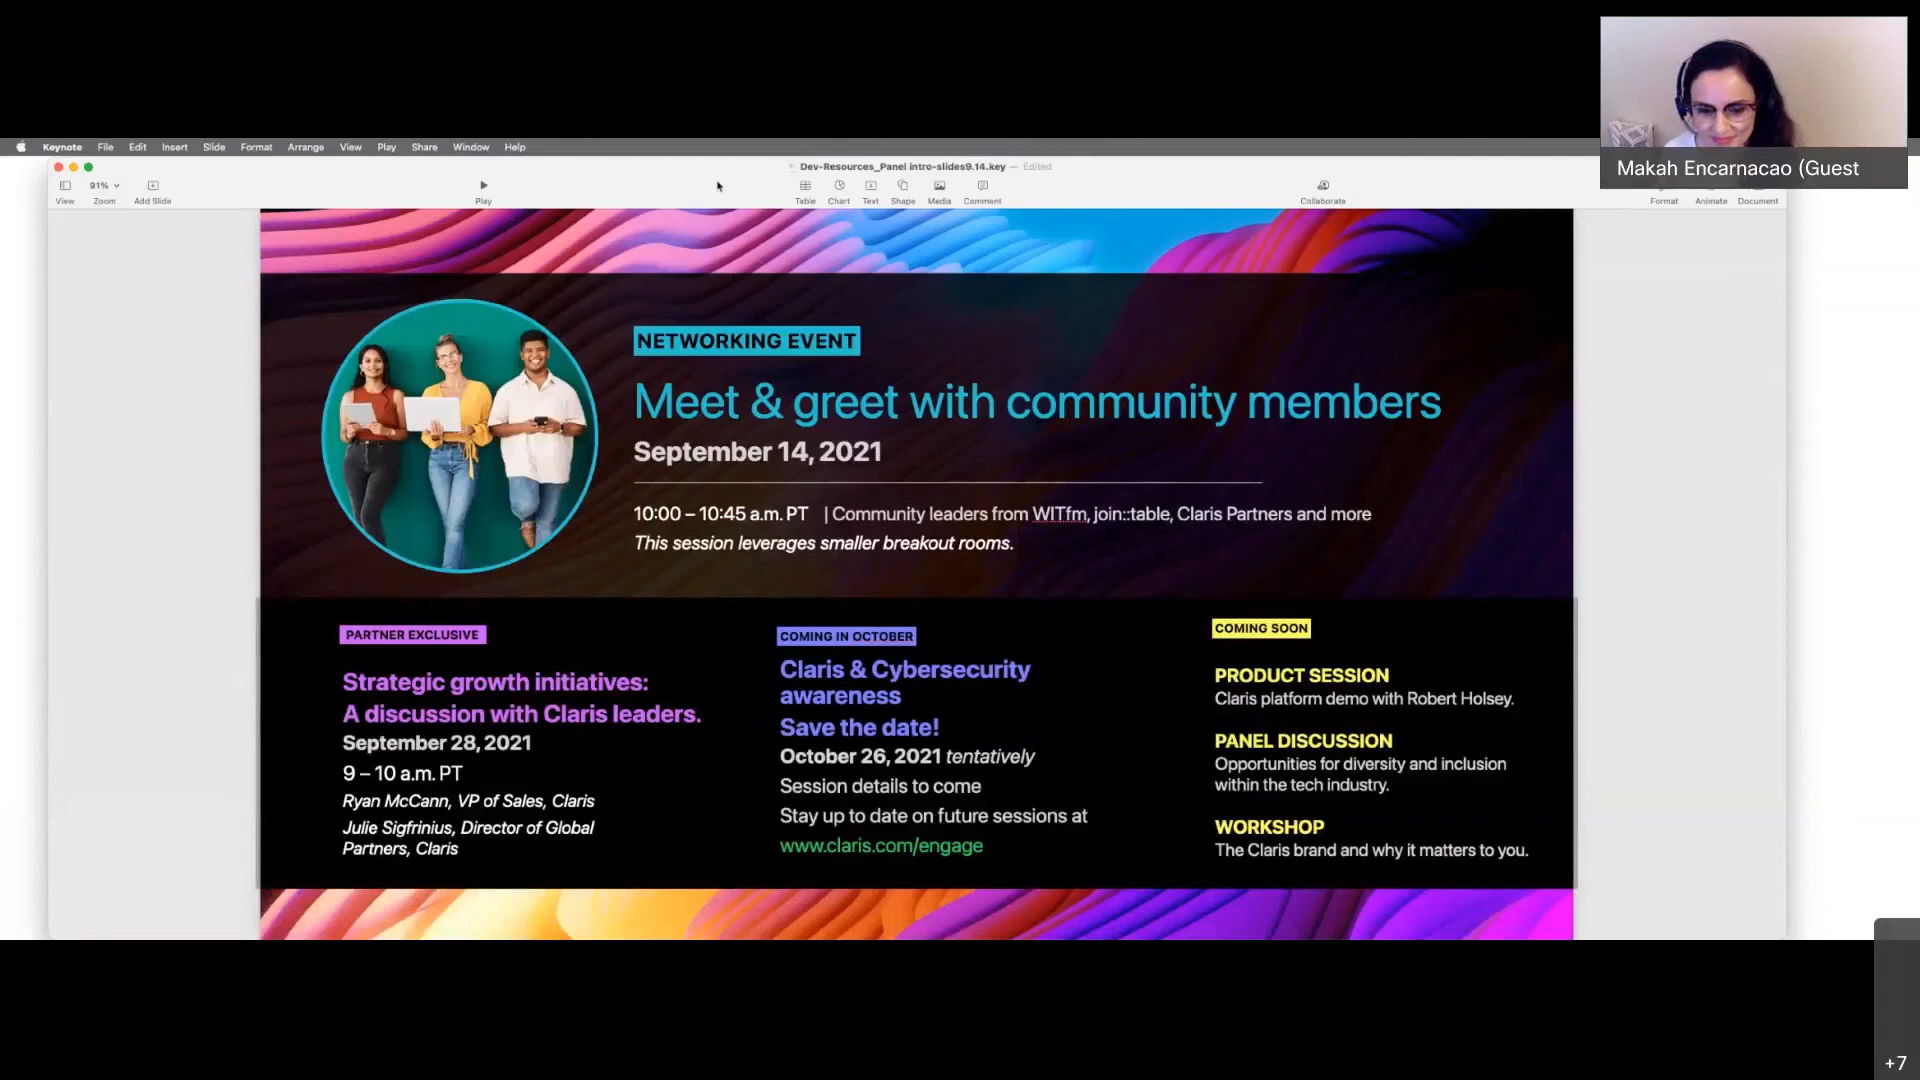 Keynote File Edit Insert Slide Format Arrange View Play Share Window Help
Dev-Resources_Panel intro-slides9.14.key — Edited
91%
View Zoom Add Slide Play Table Chart Text Shape Media Comment Collaborate Format Animate Document
Makah Encarnacao (Guest
NETWORKING EVENT
Meet & greet with community members
September 14, 2021
10:00 – 10:45 a.m. PT | Community leaders from WITfm, join::table, Claris Partners and more
This session leverages smaller breakout rooms.
PARTNER EXCLUSIVE
Strategic growth initiatives:
A discussion with Claris leaders.
September 28, 2021
9 – 10 a.m. PT
Ryan McCann, VP of Sales, Claris
Julie Sigfrinius, Director of Global
Partners, Claris
COMING IN OCTOBER
Claris & Cybersecurity
awareness
Save the date!
October 26, 2021 tentatively
Session details to come
Stay up to date on future sessions at
www.claris.com/engage
COMING SOON
PRODUCT SESSION
Claris platform demo with Robert Holsey.
PANEL DISCUSSION
Opportunities for diversity and inclusion
within the tech industry.
WORKSHOP
The Claris brand and why it matters to you.
+7